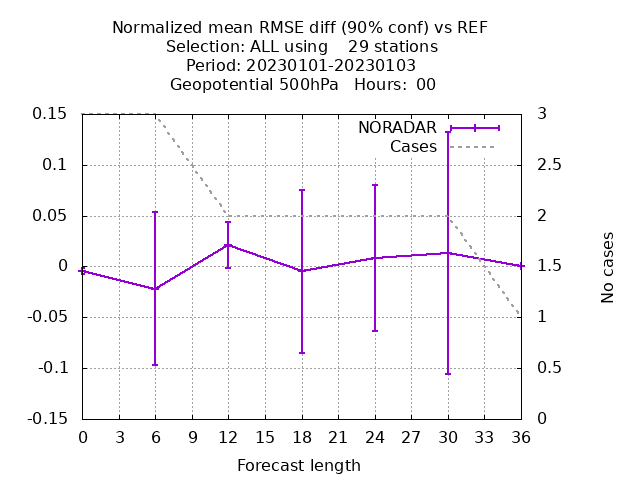 Normalized mean RMSE diff (90% conf) vs REF
Selection: ALL using    29 stations
Period: 20230101-20230103
Geopotential 500hPa   Hours:  00
NORADAR
Cases
0.15
0.1
0.05
0
-0.05
-0.1
-0.15
3
2.5
2
1.5
1
0.5
0
No cases
0 3 6 9 12 15 18 21 24 27 30 33 36
Forecast length